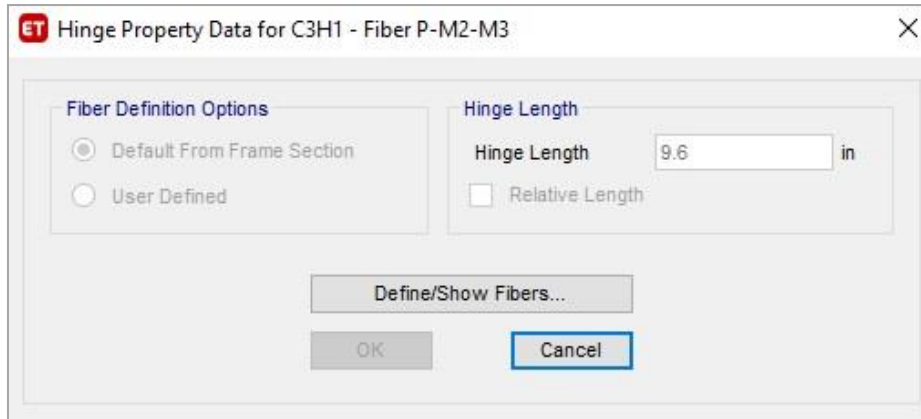 ET Hinge Property Data for C3H1 - Fiber P-M2-M3
Fiber Definition Options
Default From Frame Section
User Defined
Hinge Length
Hinge Length 9.6 in
Relative Length
Define/Show Fibers...
OK Cancel